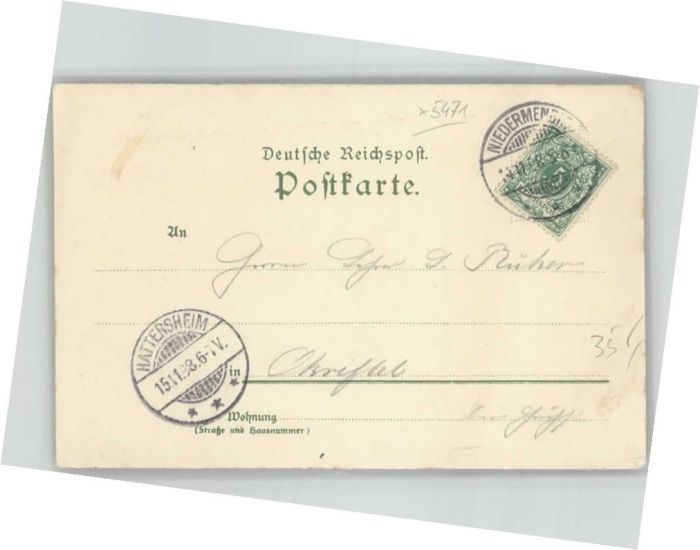 x5471
NIEDERMENDIG
Deutsche Reichspost.
Postkarte.
An
Herrn
HATTERSHEIM
15.11.98.6-7V.
35
in Okriftel
Wohnung
(Straße und Hausnummer)